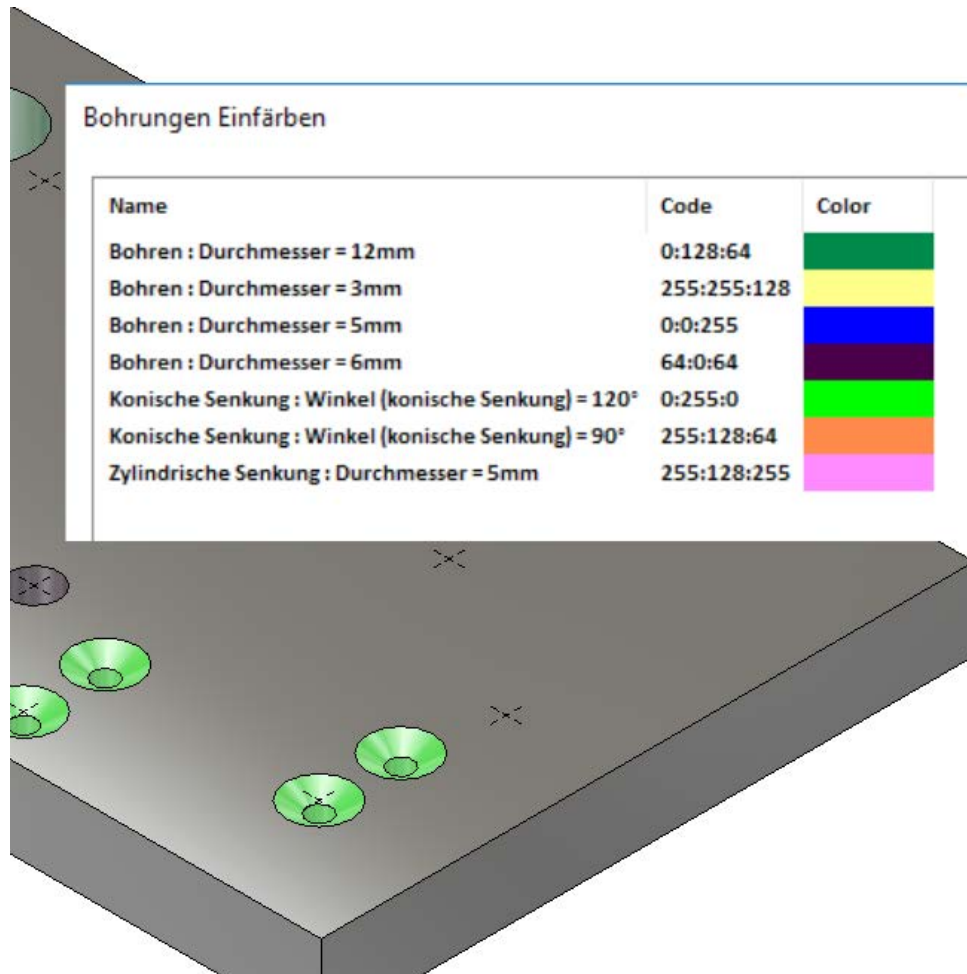 Bohrungen Einfärben
Name Code Color
Bohren : Durchmesser = 12mm 0:128:64
Bohren : Durchmesser = 3mm 255:255:128
Bohren : Durchmesser = 5mm 0:0:255
Bohren : Durchmesser = 6mm 64:0:64
Konische Senkung : Winkel (konische Senkung) = 120° 0:255:0
Konische Senkung : Winkel (konische Senkung) = 90° 255:128:64
Zylindrische Senkung : Durchmesser = 5mm 255:128:255